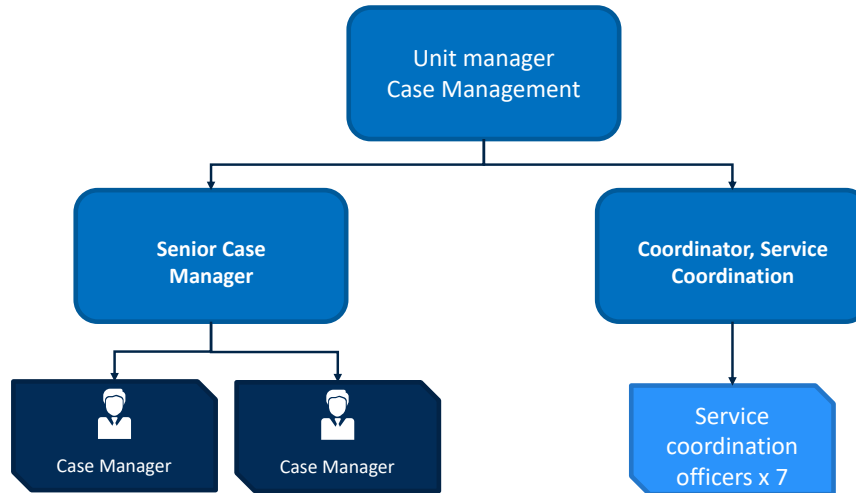 Unit manager
Case Management
Senior Case
Manager
Coordinator, Service
Coordination
Case Manager
Case Manager
Service
coordination
officers x 7